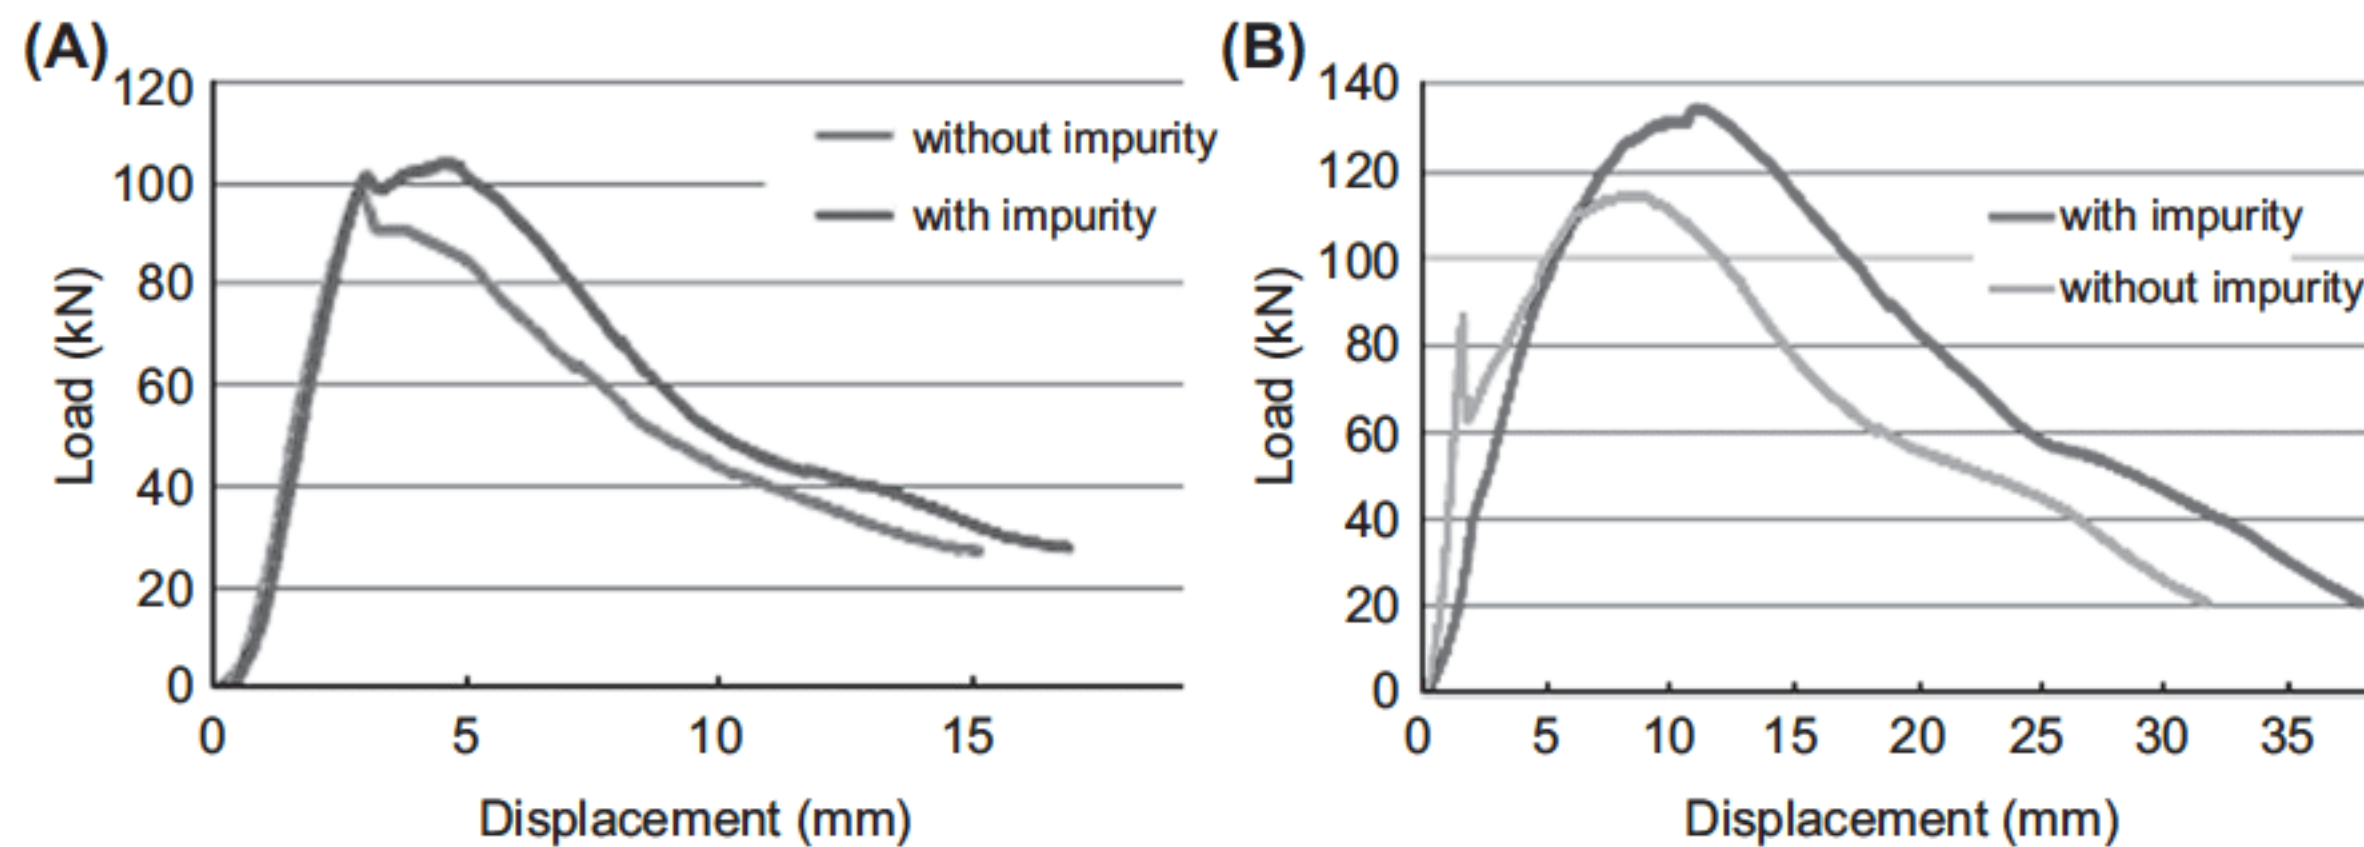 (A)
120
100
80
60
40
20
0
0 5 10 15
Load (kN)
Displacement (mm)
without impurity
with impurity
(B)
140
120
100
80
60
40
20
0
0 5 10 15 20 25 30 35
Load (kN)
Displacement (mm)
with impurity
without impurity